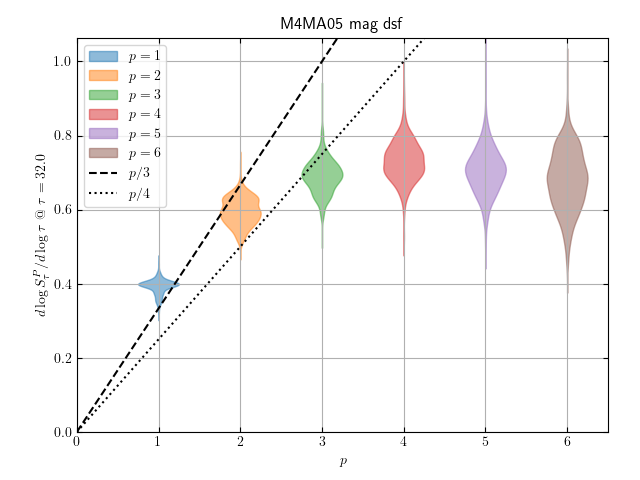 M4MA05 mag dsf
d log S_τ^P / d log τ @ τ = 32.0
1.0
0.8
0.6
0.4
0.2
0.0
p = 1
p = 2
p = 3
p = 4
p = 5
p = 6
p/3
p/4
0 1 2 3 4 5 6
p